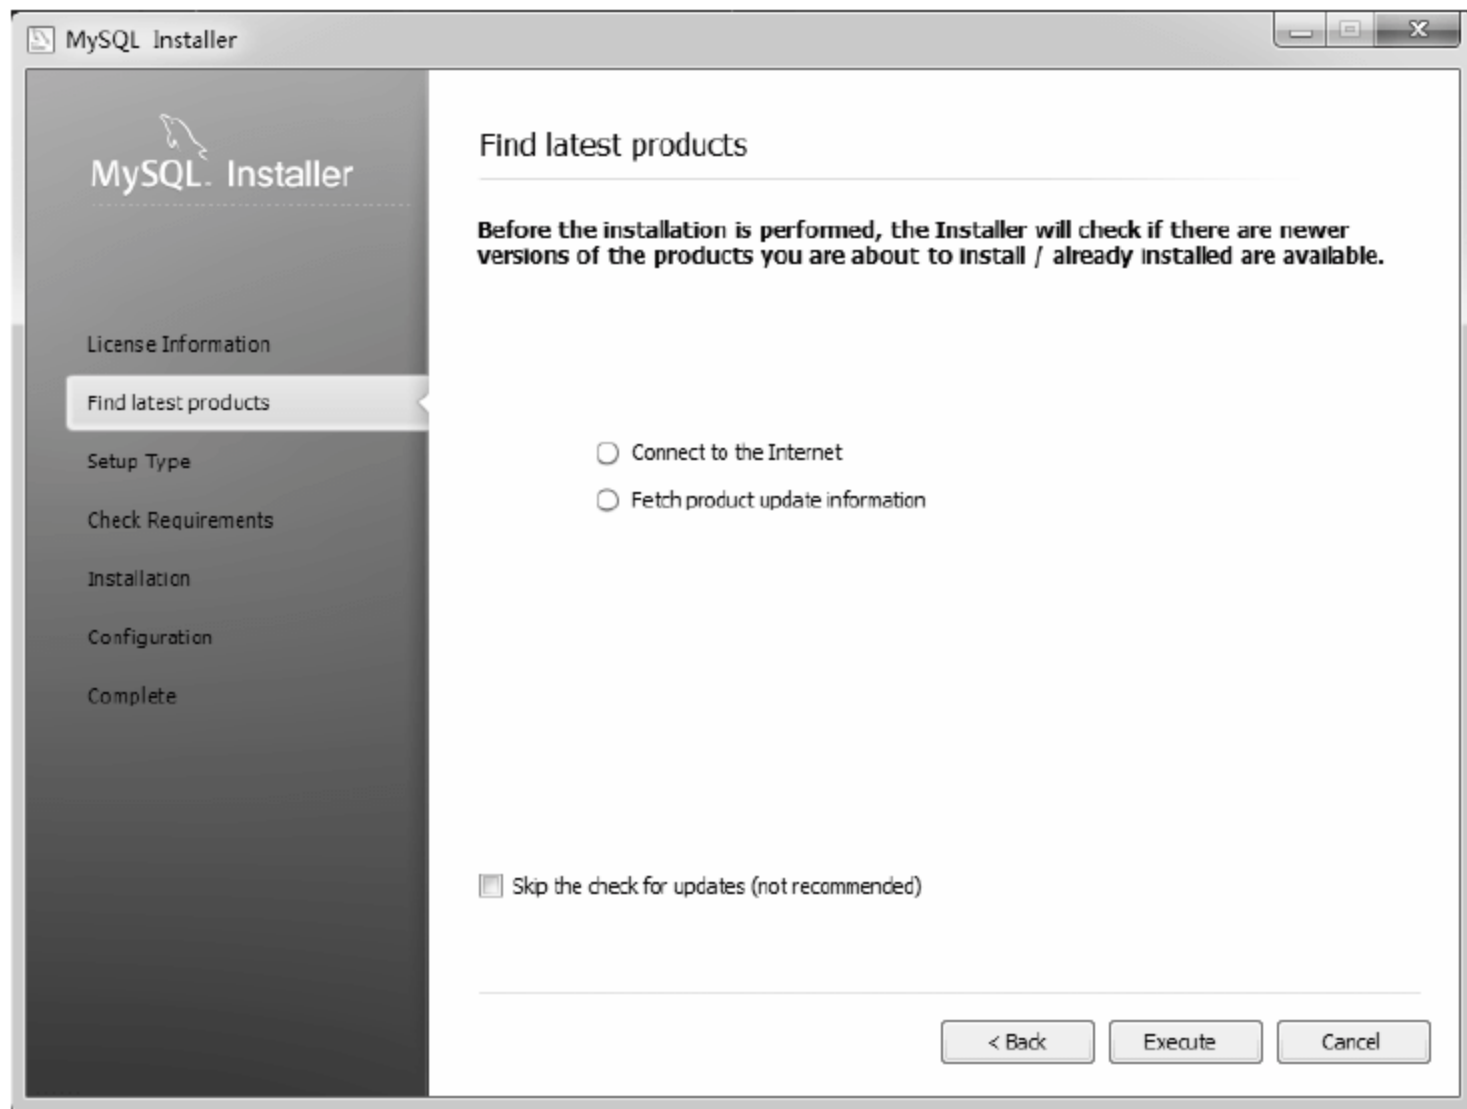 MySQL Installer
MySQL Installer
Find latest products
Before the installation is performed, the Installer will check if there are newer
versions of the products you are about to install / already installed are available.
License Information
Find latest products
Setup Type
Check Requirements
Installation
Configuration
Complete
Connect to the Internet
Fetch product update information
Skip the check for updates (not recommended)
< Back
Execute
Cancel